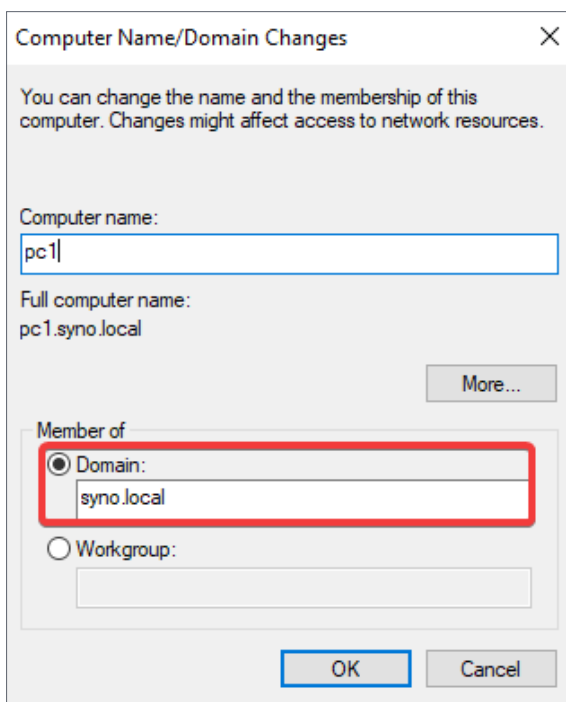 Computer Name/Domain Changes
You can change the name and the membership of this
computer. Changes might affect access to network resources.
Computer name:
pc1
Full computer name:
pc1.syno.local
More...
Member of
Domain:
syno.local
Workgroup:
OK
Cancel